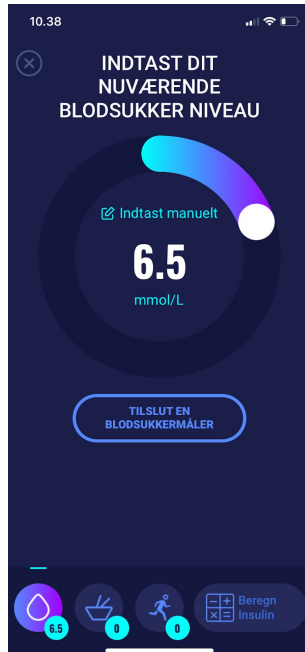 10.38
INDTAST DIT
NUVÆRENDE
BLODSUKKER NIVEAU
Indtast manuelt
6.5
mmol/L
TILSLUT EN
BLODSUKKERMÅLER
6.5
0
0
Beregn
Insulin